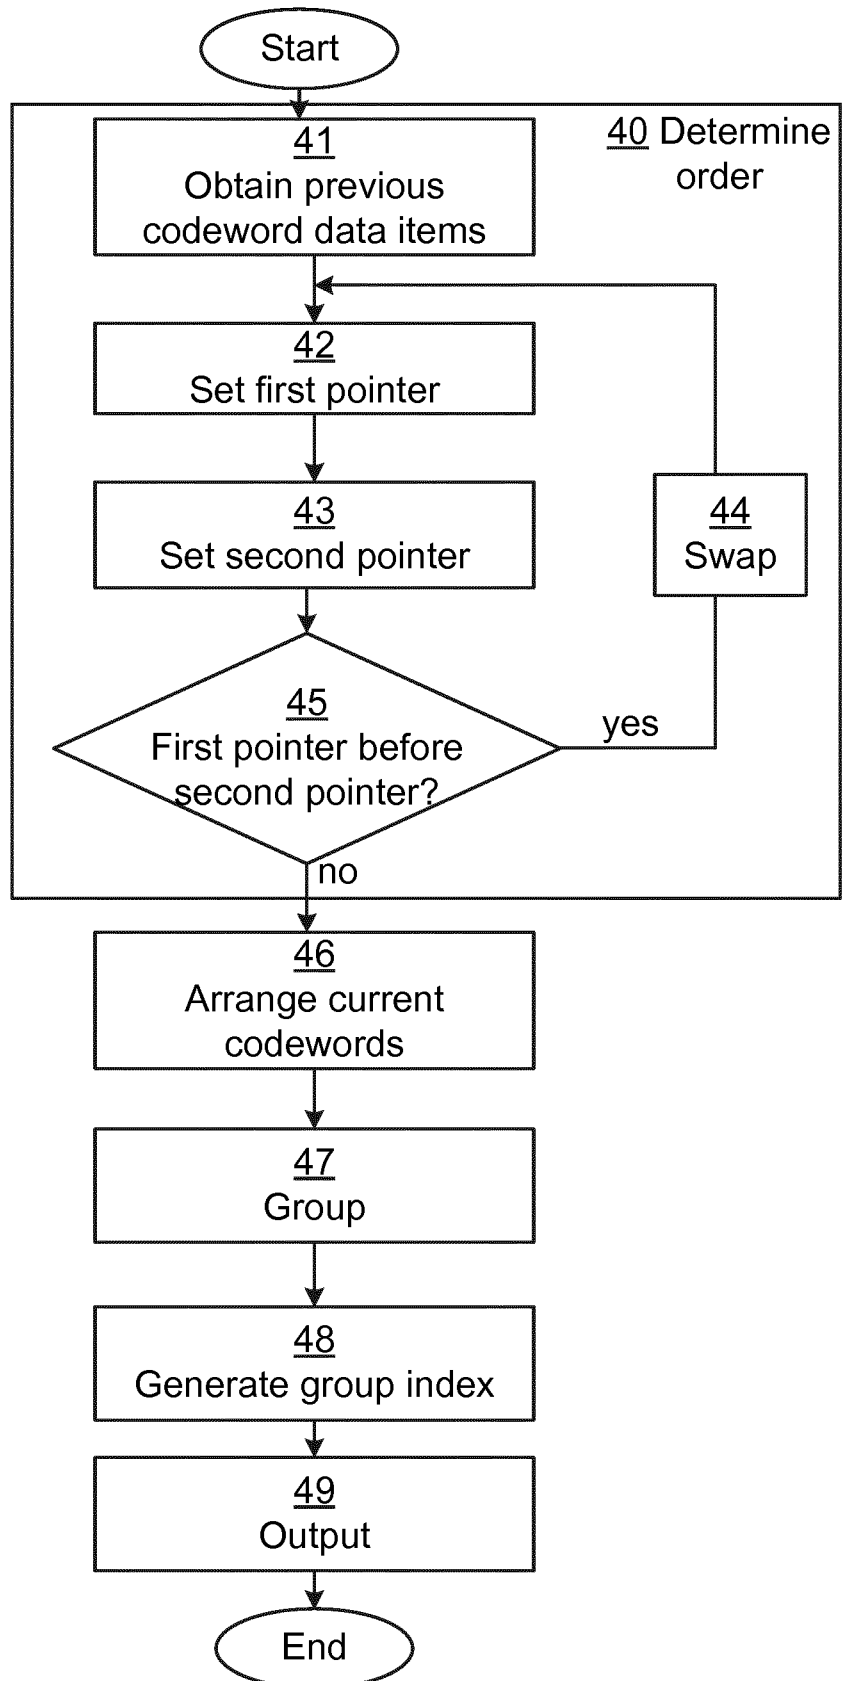 Start
40 Determine
order
41
Obtain previous
codeword data items
42
Set first pointer
43
Set second pointer
44
Swap
45
First pointer before
second pointer?
yes
no
46
Arrange current
codewords
47
Group
48
Generate group index
49
Output
End